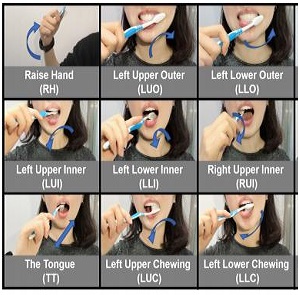 Raise Hand
(RH)
Left Upper Outer
(LUO)
Left Lower Outer
(LLO)
Left Upper Inner
(LUI)
Left Lower Inner
(LLI)
Right Upper Inner
(RUI)
The Tongue
(TT)
Left Upper Chewing
(LUC)
Left Lower Chewing
(LLC)